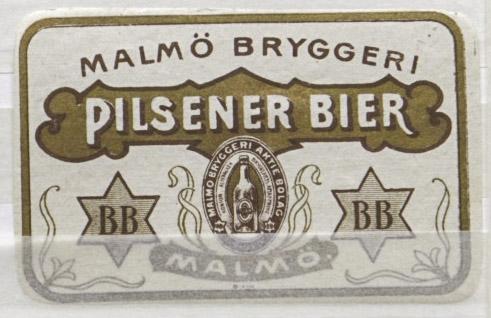 MALMÖ BRYGGERI
PILSENER BIER
MALMÖ BRYGGERI AKTIE BOLAG
BB
BB
MALMÖ.